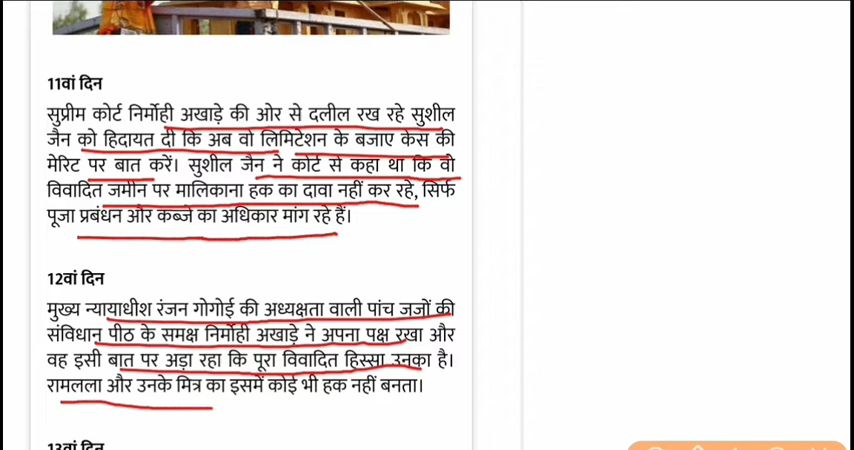 11वां दिन
सुप्रीम कोर्ट निर्मोही अखाड़े की ओर से दलील रख रहे सुशील
जैन को हिदायत दी कि अब वो लिमिटेशन के बजाए केस की
मेरिट पर बात करें। सुशील जैन ने कोर्ट से कहा था कि वो
विवादित जमीन पर मालिकाना हक का दावा नहीं कर रहे, सिर्फ
पूजा प्रबंधन और कब्जे का अधिकार मांग रहे हैं।
12वां दिन
मुख्य न्यायाधीश रंजन गोगोई की अध्यक्षता वाली पांच जजों की
संविधान पीठ के समक्ष निर्मोही अखाड़े ने अपना पक्ष रखा और
वह इसी बात पर अड़ा रहा कि पूरा विवादित हिस्सा उनका है।
रामलला और उनके मित्र का इसमें कोई भी हक नहीं बनता।
13वां दिन